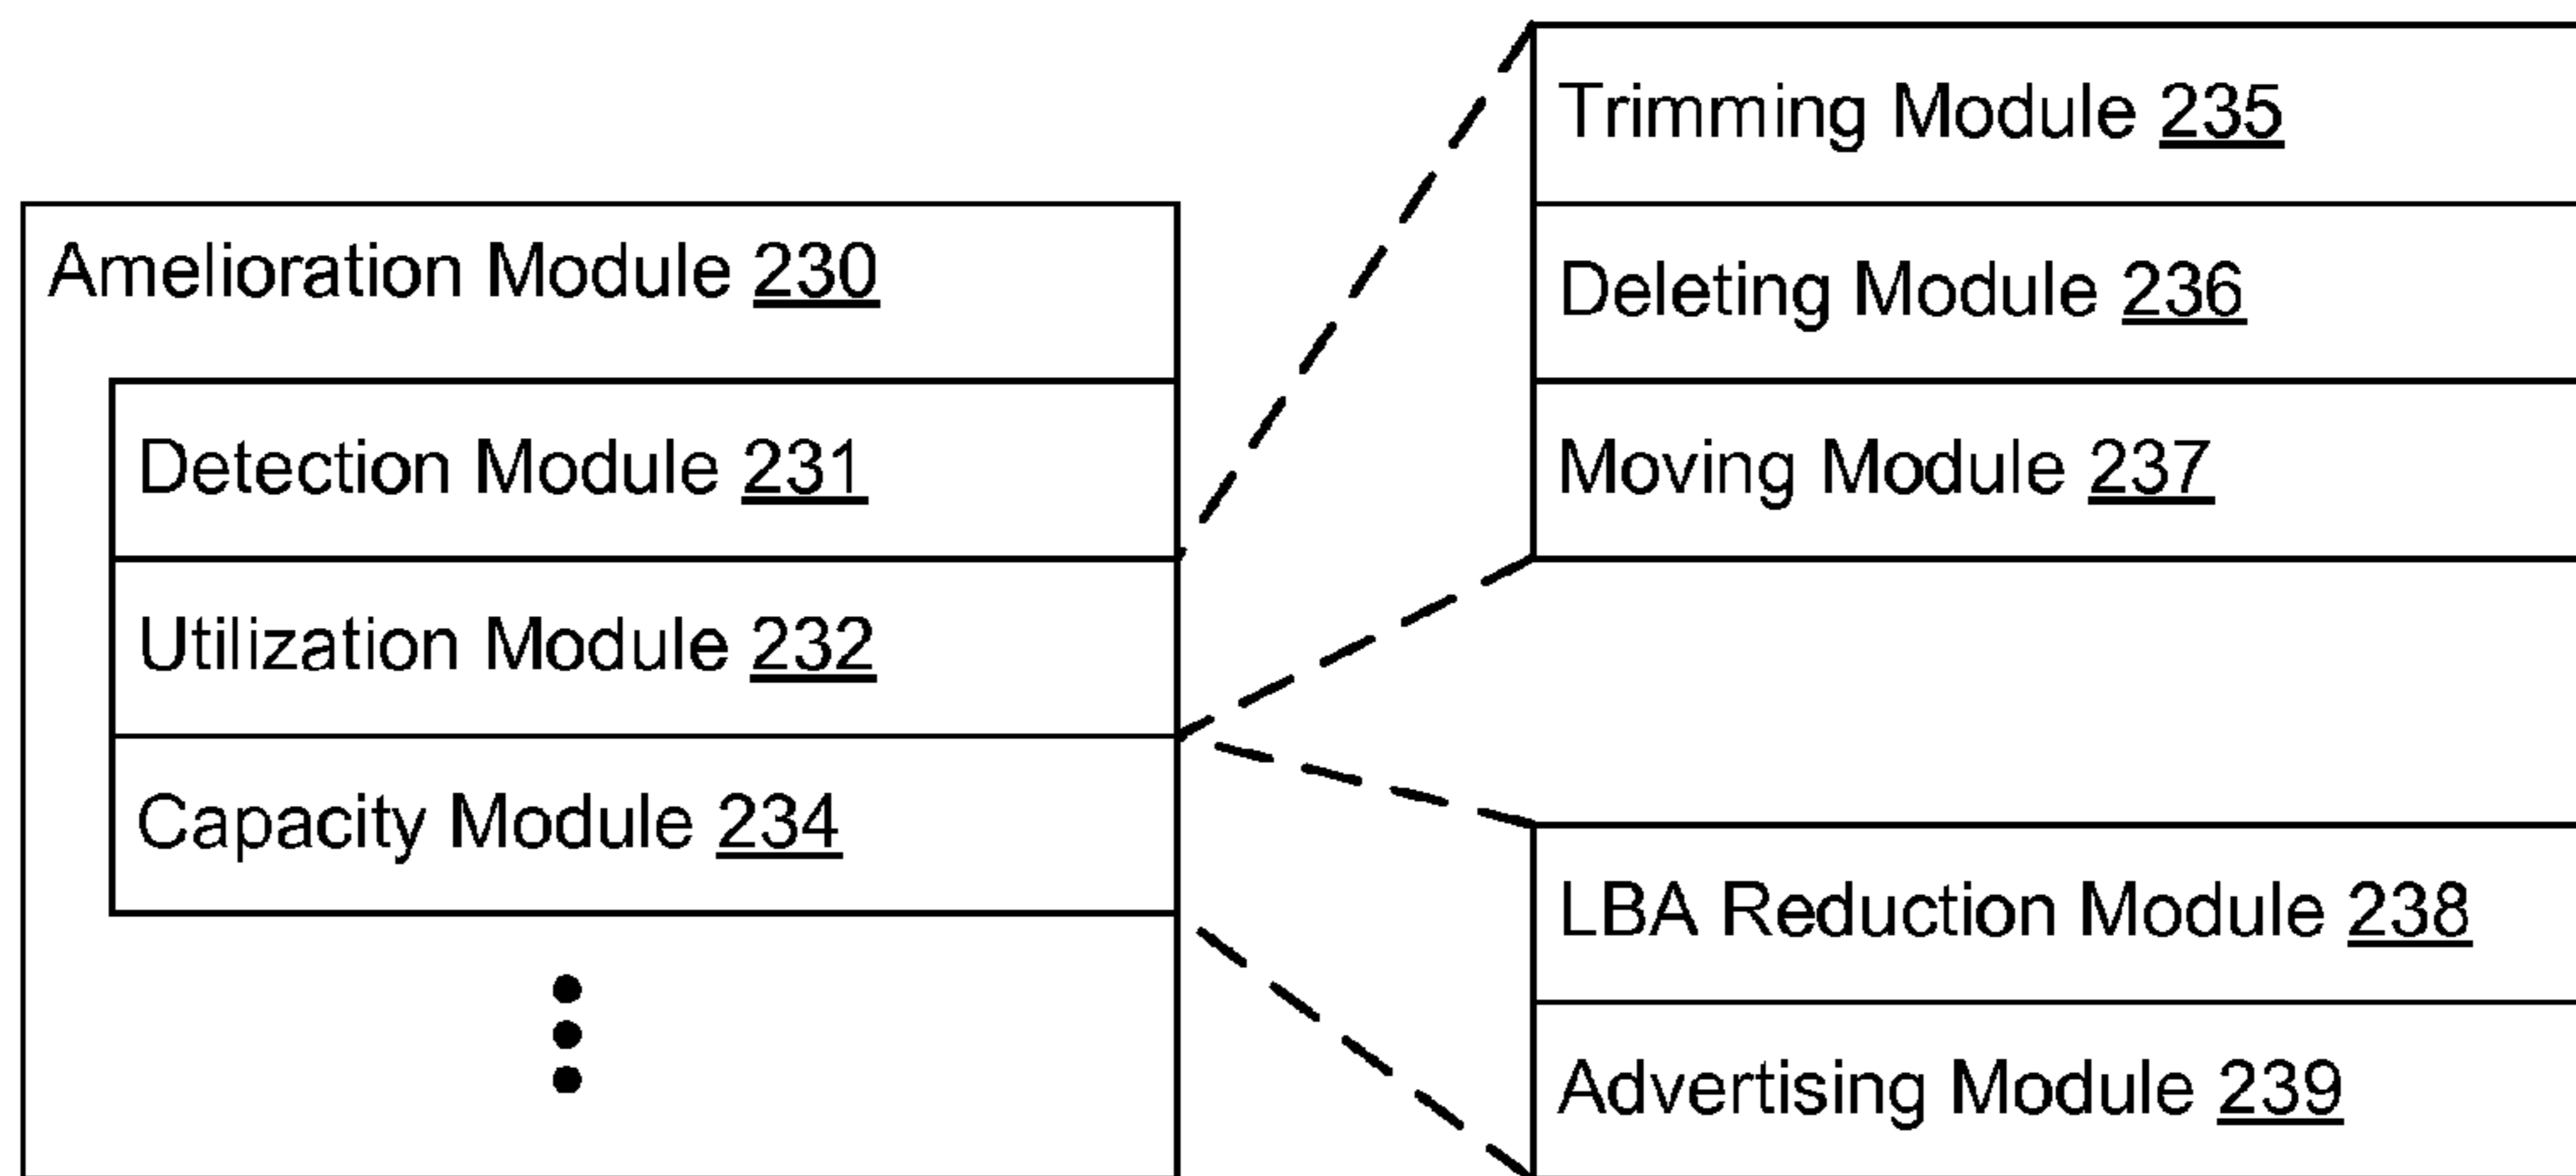 Amelioration Module 230
Detection Module 231
Utilization Module 232
Capacity Module 234
Trimming Module 235
Deleting Module 236
Moving Module 237
LBA Reduction Module 238
Advertising Module 239